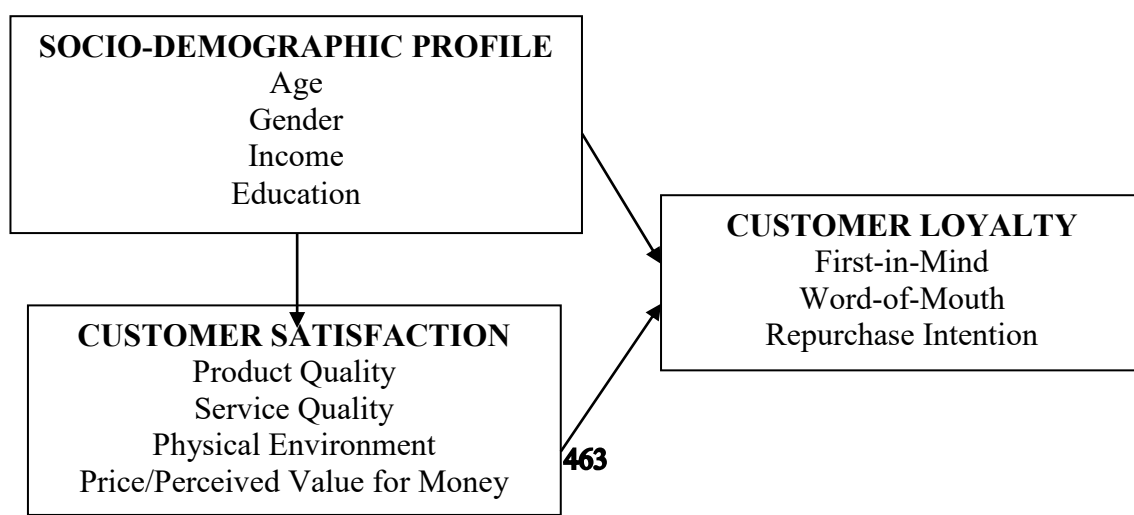 SOCIO-DEMOGRAPHIC PROFILE
Age
Gender
Income
Education
CUSTOMER LOYALTY
First-in-Mind
Word-of-Mouth
Repurchase Intention
CUSTOMER SATISFACTION
Product Quality
Service Quality
Physical Environment
Price/Perceived Value for Money
463